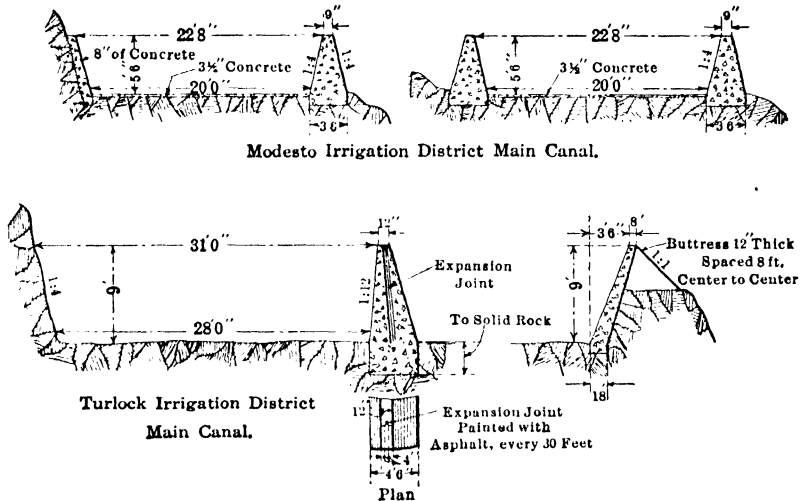 22'8" 9"
8" of Concrete 5'6" 3½" Concrete 1:4 1:4
20'0"
3'6"
22'8" 9"
5'6" 3½" Concrete 1:4
20'0"
3'6"
Modesto Irrigation District Main Canal.
12"
31'0"
9' 1:12
Expansion
Joint
28'0"
To Solid Rock
8'
3'6"
Buttress 12" Thick
Spaced 8 ft.
Center to Center
1:1
9'
18'
Turlock Irrigation District
Main Canal.
12"
Expansion Joint
Painted with
Asphalt, every 30 Feet
4'6"
Plan